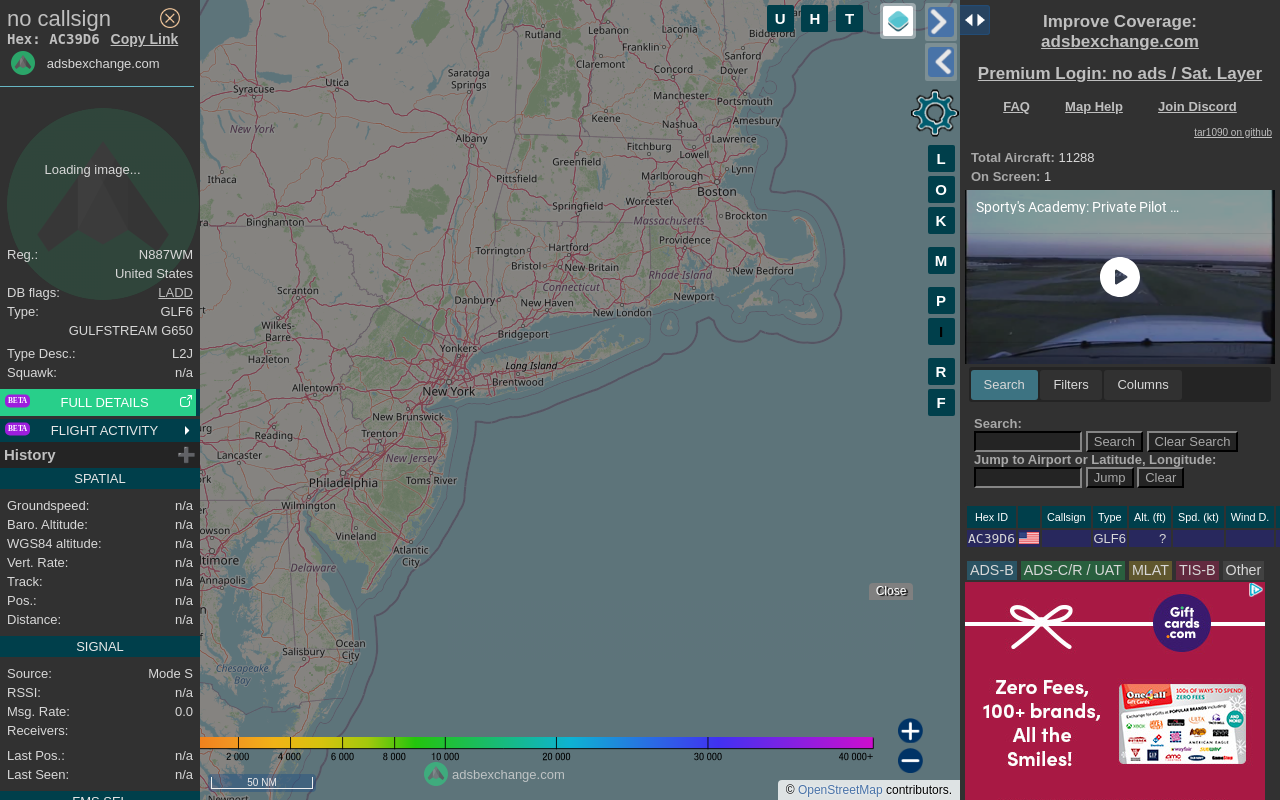 no callsign
Hex: AC39D6 Copy Link
adsbexchange.com
Loading image...
Reg.: N887WM
United States
DB flags: LADD
Type: GLF6
GULFSTREAM G650
Type Desc.: L2J
Squawk: n/a
BETA FULL DETAILS
BETA FLIGHT ACTIVITY
History
SPATIAL
Groundspeed: n/a
Baro. Altitude: n/a
WGS84 altitude: n/a
Vert. Rate: n/a
Track: n/a
Pos.: n/a
Distance: n/a
SIGNAL
Source: Mode S
RSSI: n/a
Msg. Rate: 0.0
Receivers:
Last Pos.: n/a
Last Seen: n/a
FMS SEL
U H T
L
O
K
M
P
I
R
F
Rutland
Lebanon
Laconia
Biddeford
Franklin
Claremont
Concord
Sanford
Dover
Saratoga
Springs
Utica
Syracuse
Manchester
Portsmouth
Keene
Nashua
Amesbury
New York
Albany
Lawrence
Fitchburg
Lowell
Greenfield
Lynn
Ithaca
Pittsfield
Marlborough
Boston
Worcester
Springfield
Massachusetts
Brockton
Binghamton
Providence
Torrington
Hartford
Bristol
New Britain
Rhode Island
New Bedford
Connecticut
Scranton
Danbury
New Haven
Newport
New London
Wilkes-
Barre
Bridgeport
Hazleton
Yonkers
Long Island
Brentwood
Allentown
New York
New Brunswick
Reading
Trenton
Lancaster
New Jersey
Toms River
Philadelphia
Wilmington
Vineland
Atlantic
City
Delaware
Annapolis
Ocean
City
Salisbury
Chesapeake
Bay
Newport
Close
2 000 4 000 6 000 8 000 10 000 20 000 30 000 40 000+
50 NM
adsbexchange.com
© OpenStreetMap contributors.
Improve Coverage:
adsbexchange.com
Premium Login: no ads / Sat. Layer
FAQ Map Help Join Discord
tar1090 on github
Total Aircraft: 11288
On Screen: 1
Sporty's Academy: Private Pilot ...
Search Filters Columns
Search:
Search Clear Search
Jump to Airport or Latitude, Longitude:
Jump Clear
Hex ID Callsign Type Alt. (ft) Spd. (kt) Wind D.
AC39D6 GLF6 ?
ADS-B ADS-C/R / UAT MLAT TIS-B Other
Gift
cards
.com
Zero Fees,
100+ brands,
All the
Smiles!
One4all
Gift Cards
100s OF WAYS TO SPEND!
ZERO FEES